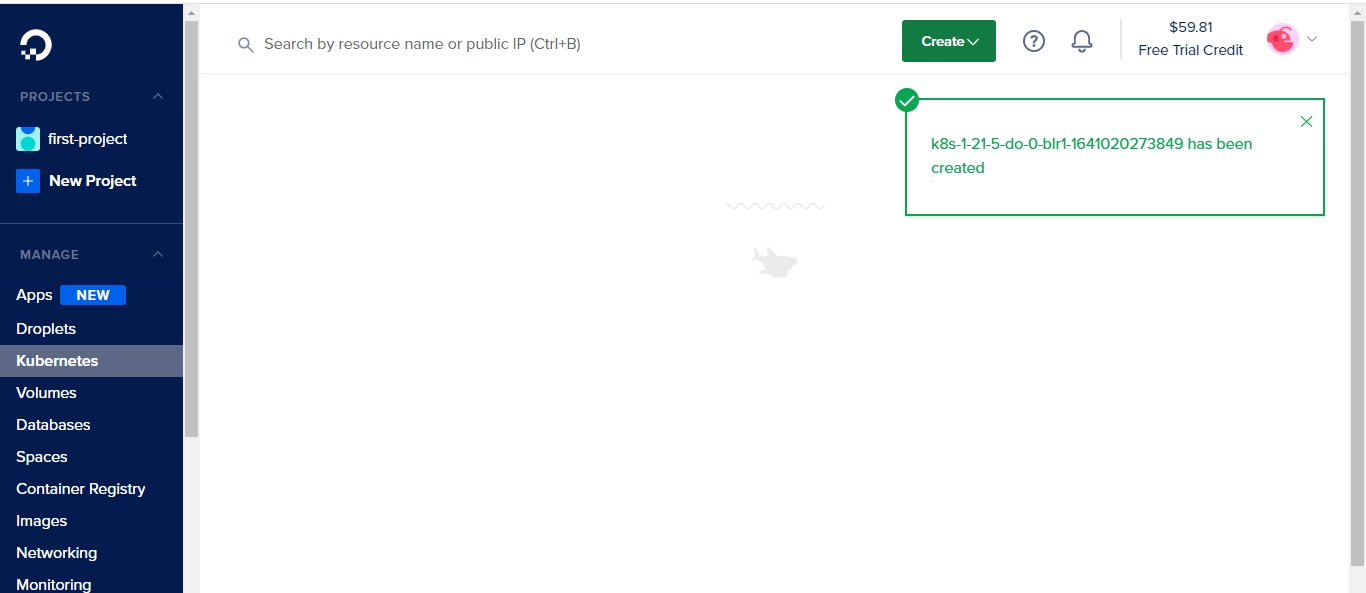 Search by resource name or public IP (Ctrl+B)
Create
?
$59.81
Free Trial Credit
PROJECTS
first-project
+ New Project
MANAGE
Apps NEW
Droplets
Kubernetes
Volumes
Databases
Spaces
Container Registry
Images
Networking
Monitoring
k8s-1-21-5-do-0-blr1-1641020273849 has been
created